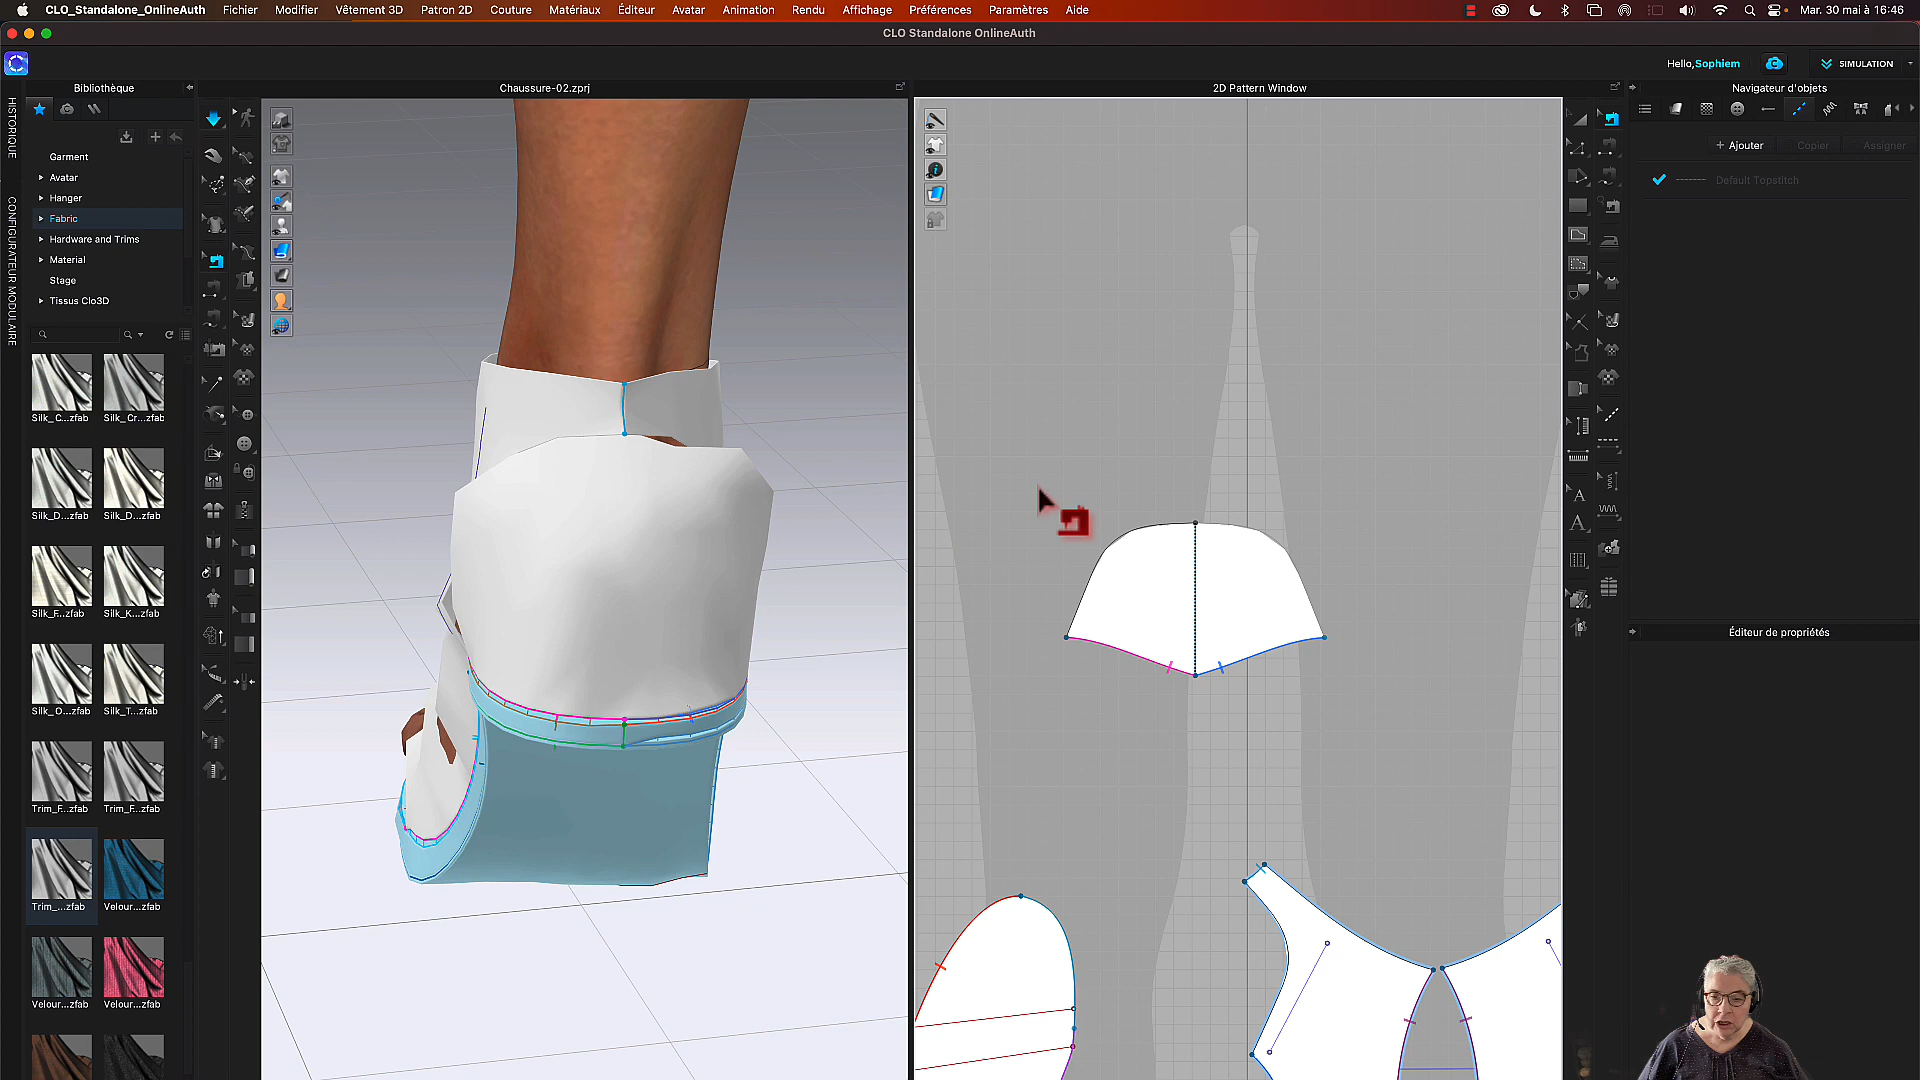 CLO_Standalone_OnlineAuth Fichier Modifier Vêtement 3D Patron 2D Couture Matériaux Éditeur Avatar Animation Rendu Affichage Préférences Paramètres Aide Mar. 30 mai à 16:46
CLO Standalone OnlineAuth
Hello,Sophiem SIMULATION
Bibliothèque
Chaussure-02.zprj
2D Pattern Window
Navigateur d'objets
HISTORIQUE
CONFIGURATEUR MODULAIRE
+ Ajouter Copier Assigner
Default Topstitch
Garment
Avatar
Hanger
Fabric
Hardware and Trims
Material
Stage
Tissus Clo3D
Silk_C...zfab Silk_Cr...zfab
Silk_D...zfab Silk_D...zfab
Silk_F...zfab Silk_K...zfab
Silk_O...zfab Silk_T...zfab
Trim_F...zfab Trim_F...zfab
Trim_...zfab Velour...zfab
Velour...zfab Velour...zfab
Éditeur de propriétés